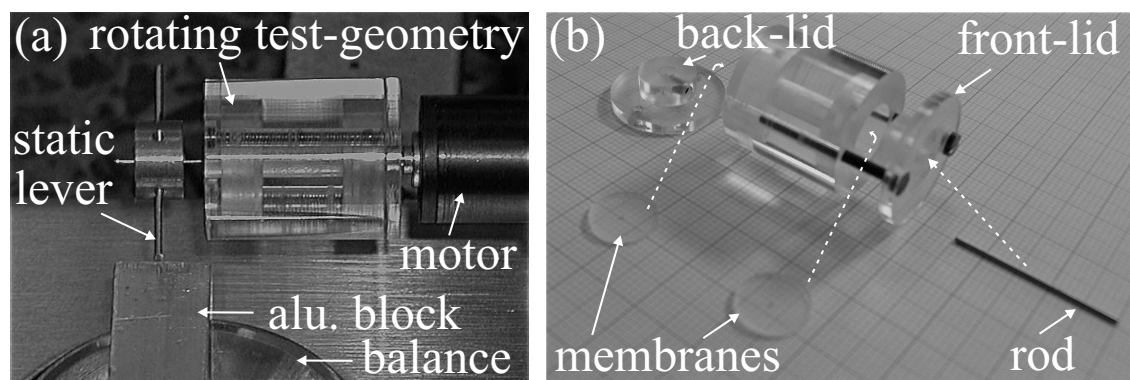 (a) rotating test-geometry
static
lever
motor
alu. block
balance
(b) back-lid
front-lid
membranes
rod